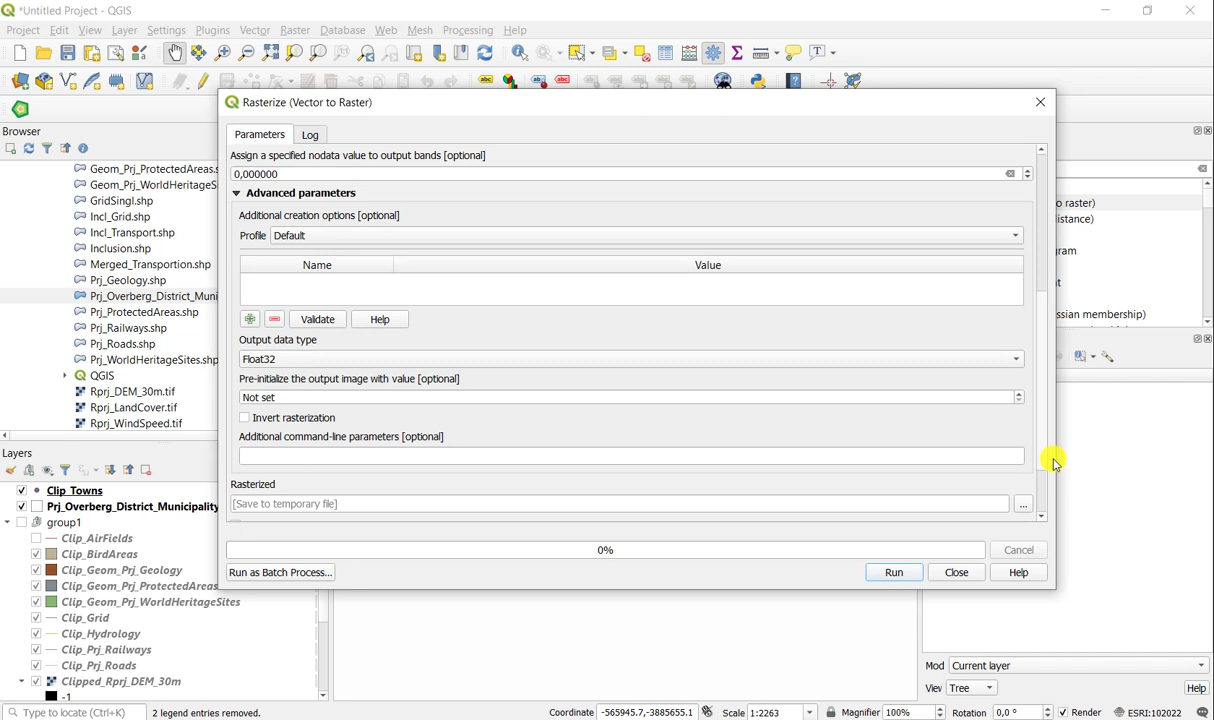 *Untitled Project - QGIS
Project Edit View Layer Settings Plugins Vector Raster Database Web Mesh Processing Help
Rasterize (Vector to Raster)
Browser
Parameters Log
Geom_Prj_ProtectedAreas.s
Geom_Prj_WorldHeritageS
GridSingl.shp
Incl_Grid.shp
Incl_Transport.shp
Inclusion.shp
Merged_Transportion.shp
Prj_Geology.shp
Prj_Overberg_District_Muni
Prj_ProtectedAreas.shp
Prj_Railways.shp
Prj_Roads.shp
Prj_WorldHeritageSites.shp
QGIS
Rprj_DEM_30m.tif
Rprj_LandCover.tif
Rprj_WindSpeed.tif
Assign a specified nodata value to output bands [optional]
0,000000
Advanced parameters
Additional creation options [optional]
Profile Default
Name Value
Validate Help
Output data type
Float32
Pre-initialize the output image with value [optional]
Not set
Invert rasterization
Additional command-line parameters [optional]
Rasterized
[Save to temporary file]
...
0% Cancel
Run as Batch Process... Run Close Help
o raster)
istance)
gram
t
ssian membership)
Layers
Clip_Towns
Prj_Overberg_District_Municipality
group1
Clip_AirFields
Clip_BirdAreas
Clip_Geom_Prj_Geology
Clip_Geom_Prj_ProtectedAreas
Clip_Geom_Prj_WorldHeritageSites
Clip_Grid
Clip_Hydrology
Clip_Prj_Railways
Clip_Prj_Roads
Clipped_Rprj_DEM_30m
-1
Mod Current layer
Viev Tree Help
Type to locate (Ctrl+K) 2 legend entries removed. Coordinate -565945.7,-3885655.1 Scale 1:2263 Magnifier 100% Rotation 0,0 ° Render ESRI:102022